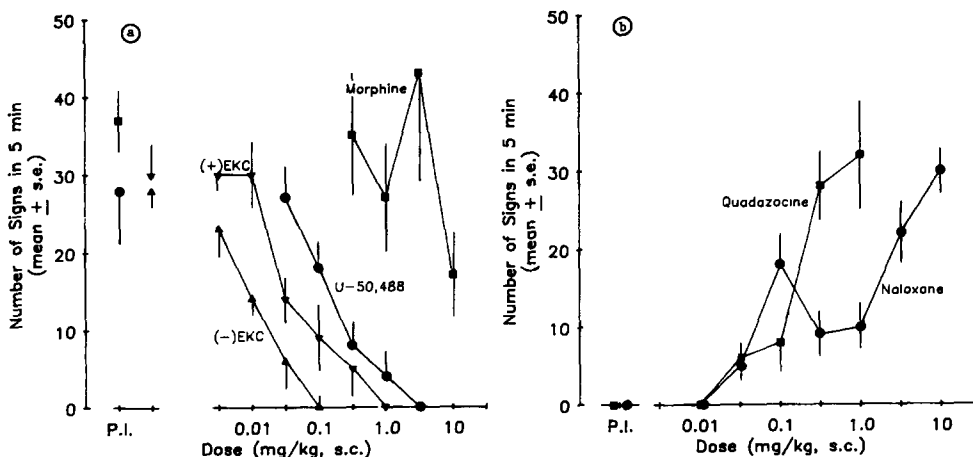 a
50
40
30
20
10
0
Number of Signs in 5 min
(mean ± s.e.)
Morphine
(+)EKC
U-50,488
(-)EKC
P.I.
0.01
0.1
1.0
10
Dose (mg/kg, s.c.)
b
50
40
30
20
10
0
Number of Signs in 5 min
(mean ± s.e.)
Quadazocine
Naloxane
P.I.
0.01
0.1
1.0
10
Dose (mg/kg, s.c.)